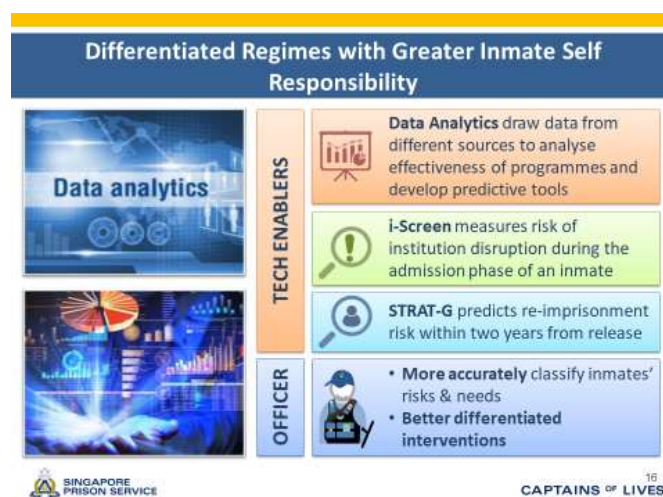 Differentiated Regimes with Greater Inmate Self
Responsibility
Data analytics
TECH ENABLERS
Data Analytics draw data from
different sources to analyse
effectiveness of programmes and
develop predictive tools
i-Screen measures risk of
institution disruption during the
admission phase of an inmate
STRAT-G predicts re-imprisonment
risk within two years from release
OFFICER
• More accurately classify inmates'
risks & needs
• Better differentiated
interventions
SINGAPORE
PRISON SERVICE
16
CAPTAINS OF LIVES